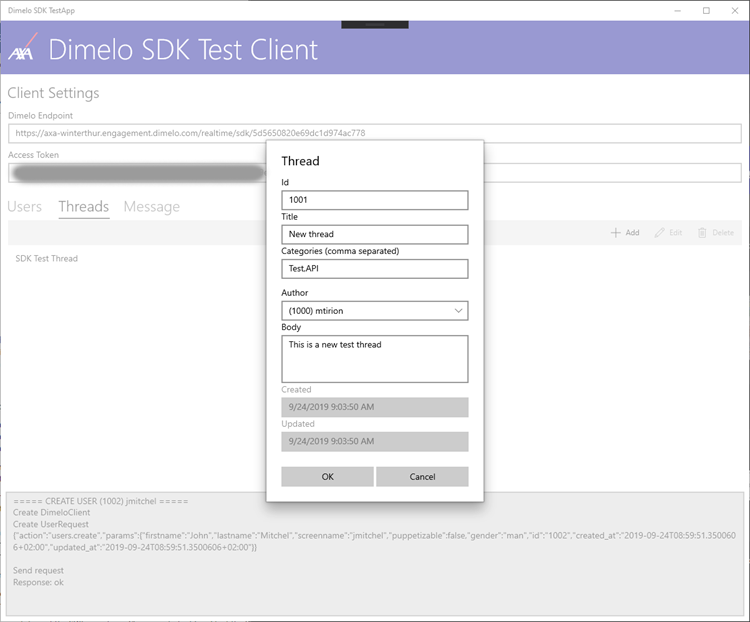 Dimelo SDK TestApp
AXA
Dimelo SDK Test Client
Client Settings
Dimelo Endpoint
https://axa-winterthur.engagement.dimelo.com/realtime/sdk/5d5650820e69dc1d974ac778
Access Token
Users Threads Message
Add Edit Delete
SDK Test Thread
Thread
Id
1001
Title
New thread
Categories (comma separated)
Test,API
Author
(1000) mtirion
Body
This is a new test thread
Created
9/24/2019 9:03:50 AM
Updated
9/24/2019 9:03:50 AM
OK Cancel
===== CREATE USER (1002) jmitchel =====
Create DimeloClient
Create UserRequest
{"action":"users.create","params":{"firstname":"John","lastname":"Mitchel","screenname":"jmitchel","puppetizable":false,"gender":"man","id":"1002","created_at":"2019-09-24T08:59:51.350060
6+02:00","updated_at":"2019-09-24T08:59:51.3500606+02:00"}}
Send request
Response: ok